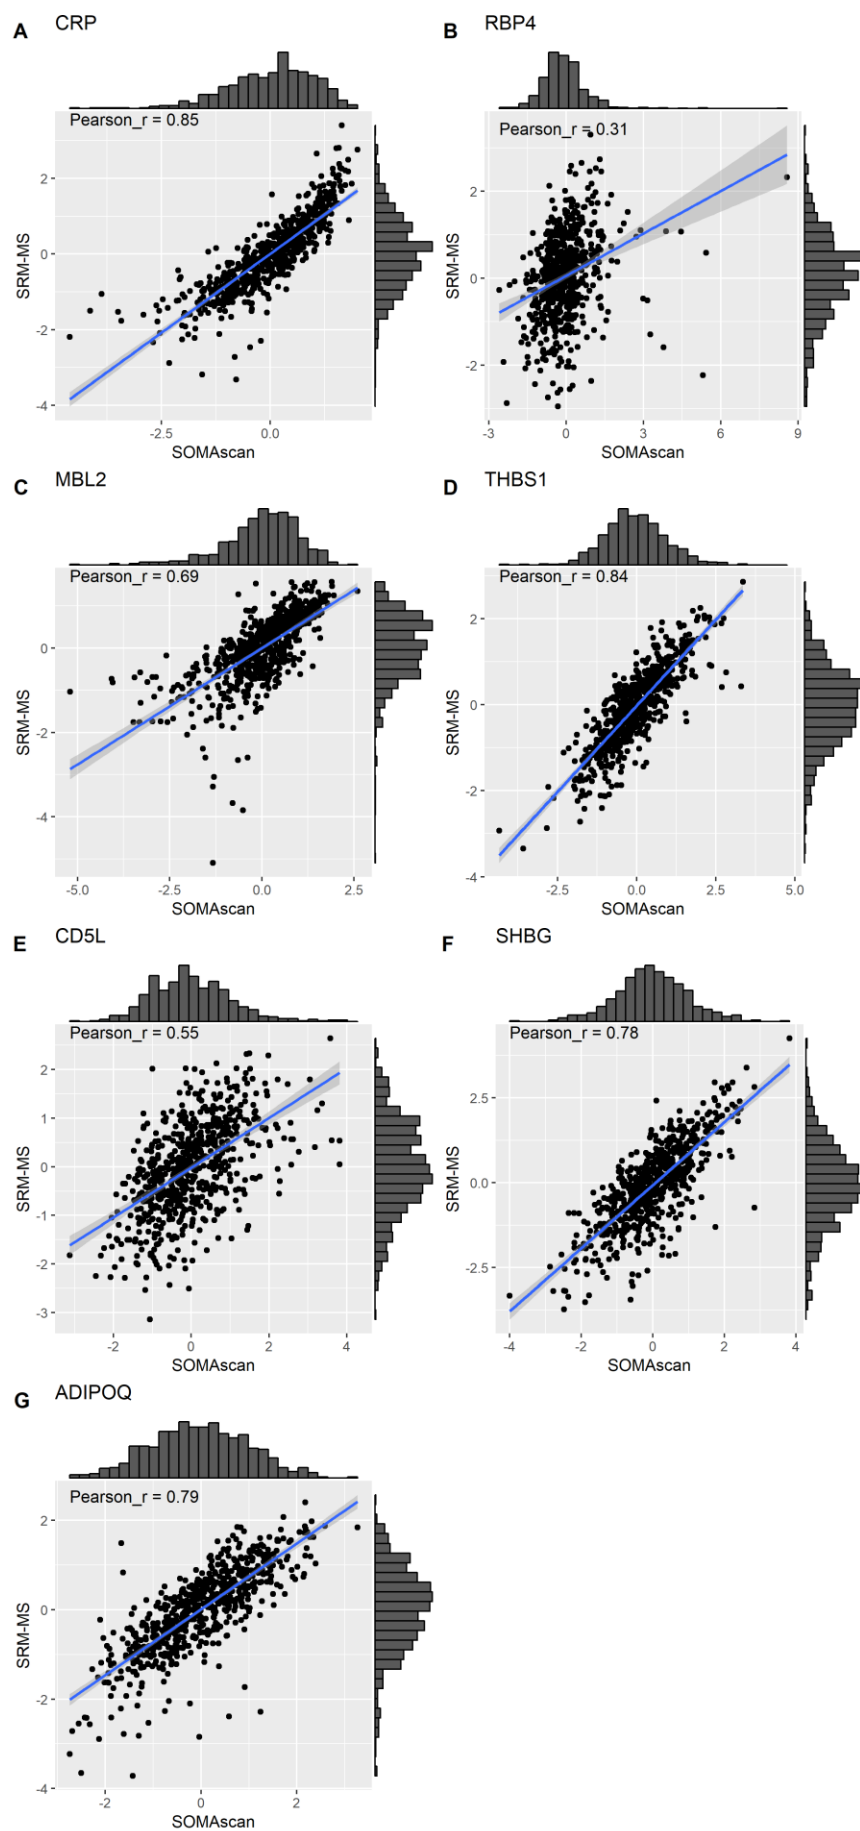 A CRP
Pearson_r = 0.85
SRM-MS
2
0
-2
-4
-2.5 0.0
SOMAscan
B RBP4
Pearson_r = 0.31
SRM-MS
2
0
-2
-3 0 3 6 9
SOMAscan
C MBL2
Pearson_r = 0.69
SRM-MS
0
-2
-4
-5.0 -2.5 0.0 2.5
SOMAscan
D THBS1
Pearson_r = 0.84
SRM-MS
2
0
-2
-4
-2.5 0.0 2.5 5.0
SOMAscan
E CD5L
Pearson_r = 0.55
SRM-MS
2
1
0
-1
-2
-3
-2 0 2 4
SOMAscan
F SHBG
Pearson_r = 0.78
SRM-MS
2.5
0.0
-2.5
-4 -2 0 2 4
SOMAscan
G ADIPOQ
Pearson_r = 0.79
SRM-MS
2
0
-2
-4
-2 0 2
SOMAscan